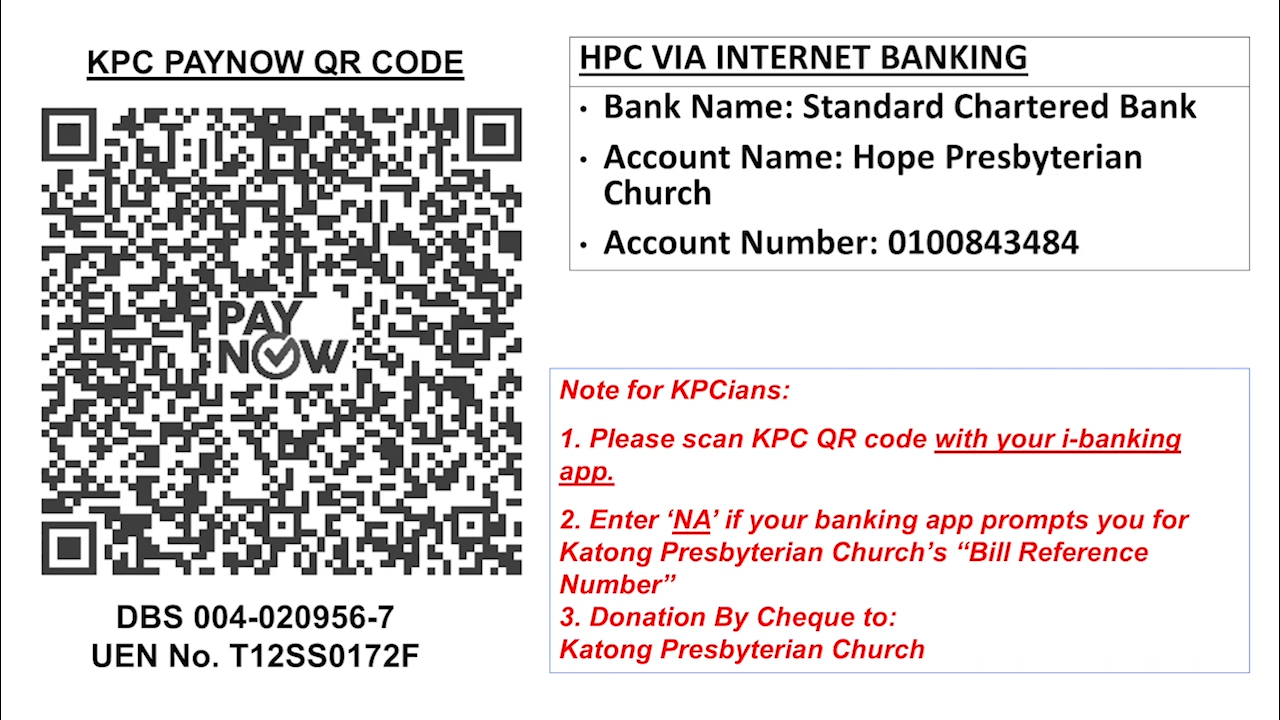 KPC PAYNOW QR CODE
PAY
NOW
DBS 004-020956-7
UEN No. T12SS0172F
HPC VIA INTERNET BANKING
• Bank Name: Standard Chartered Bank
• Account Name: Hope Presbyterian
Church
• Account Number: 0100843484
Note for KPCians:
1. Please scan KPC QR code with your i-banking
app.
2. Enter ‘NA’ if your banking app prompts you for
Katong Presbyterian Church’s “Bill Reference
Number”
3. Donation By Cheque to:
Katong Presbyterian Church